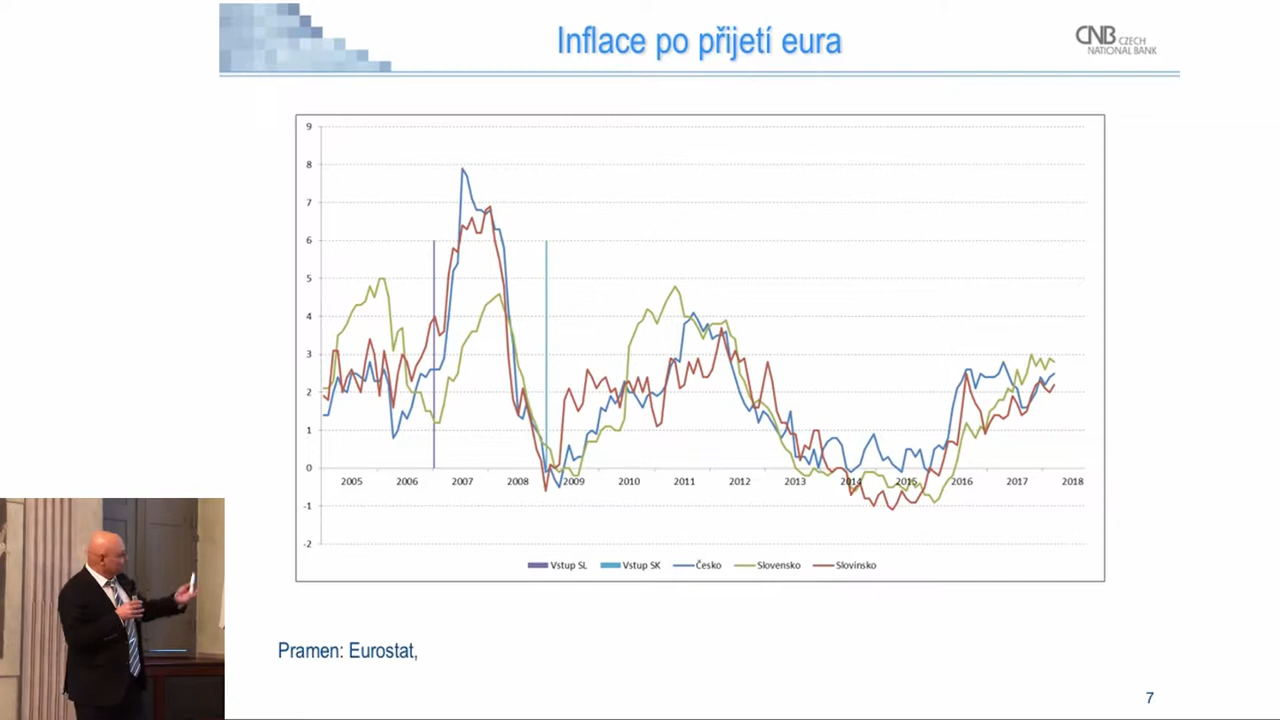 Inflace po přijetí eura
CNB CZECH
NATIONAL BANK
9
8
7
6
5
4
3
2
1
0
-1
-2
2005 2006 2007 2008 2009 2010 2011 2012 2013 2014 2015 2016 2017 2018
Vstup SL Vstup SK Česko Slovensko Slovinsko
Pramen: Eurostat,
7